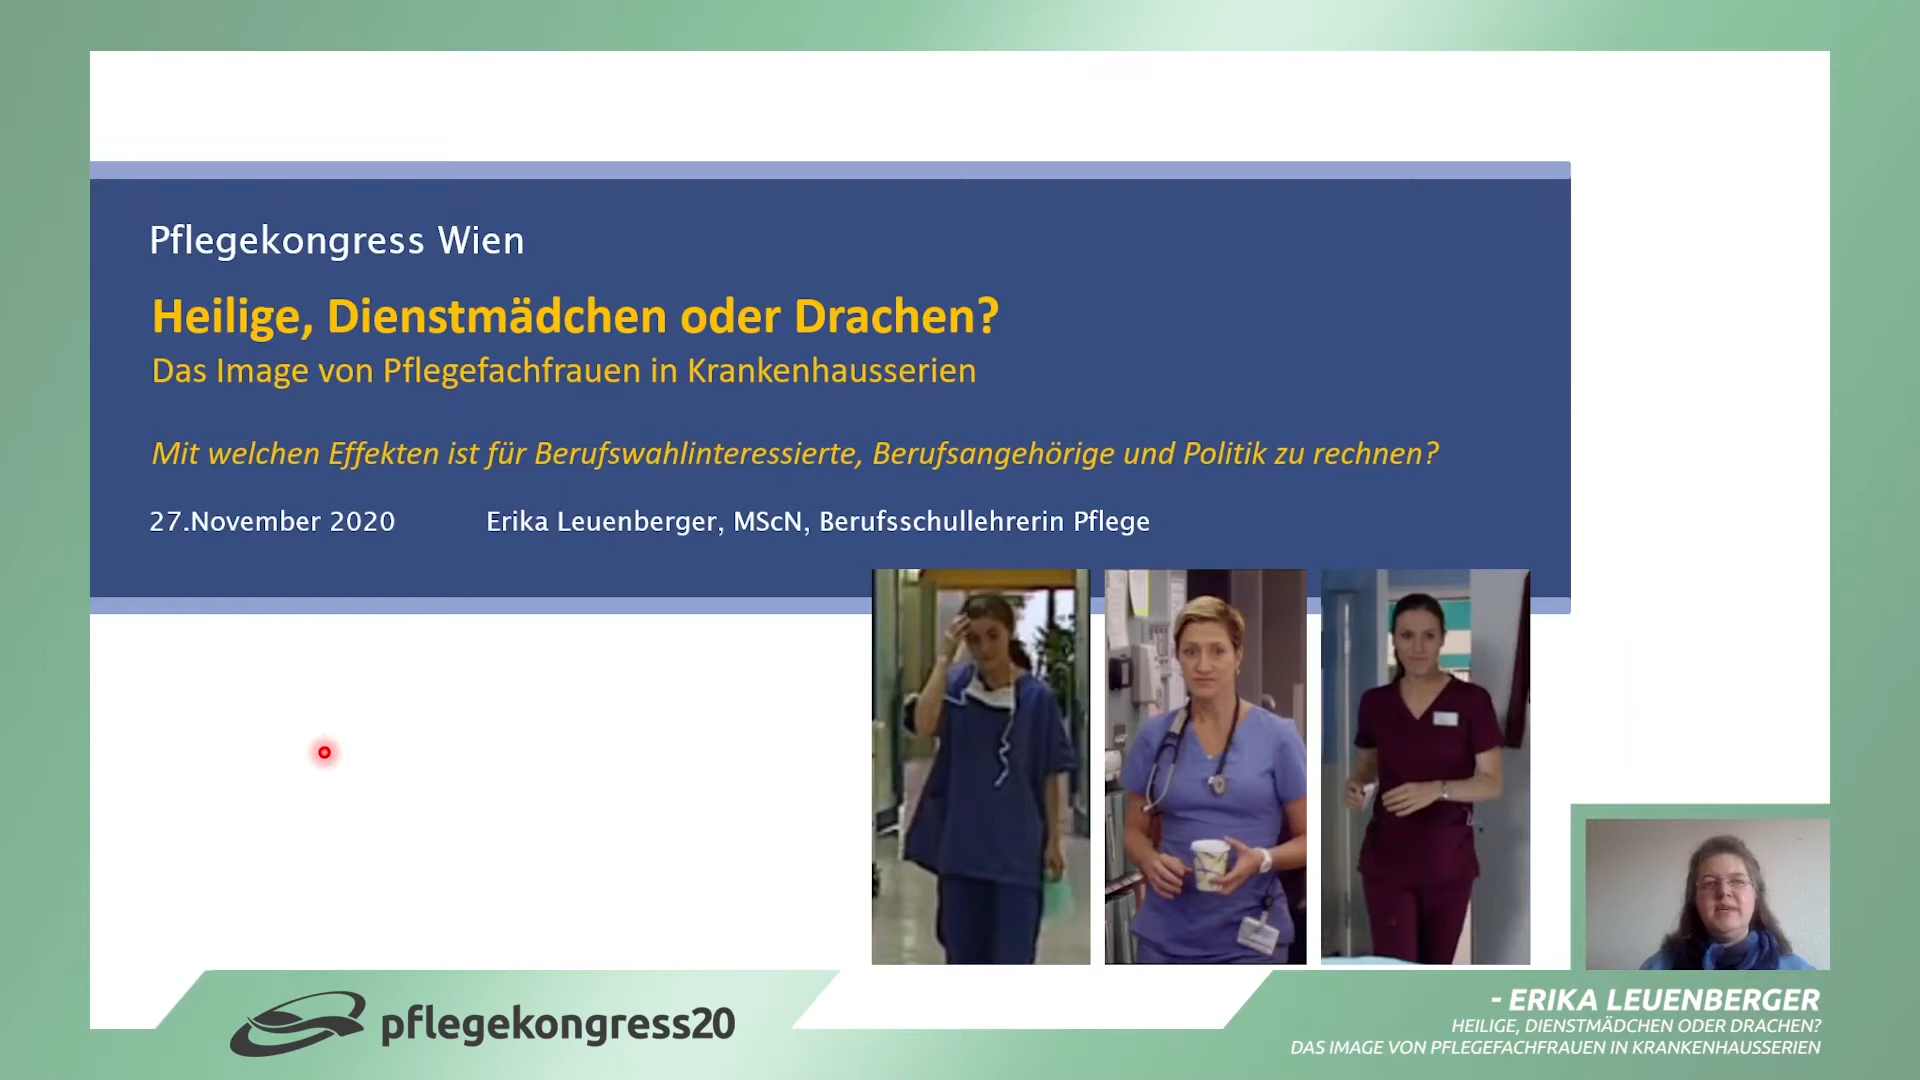 Pflegekongress Wien
Heilige, Dienstmädchen oder Drachen?
Das Image von Pflegefachfrauen in Krankenhausserien
Mit welchen Effekten ist für Berufswahlinteressierte, Berufsangehörige und Politik zu rechnen?
27.November 2020 Erika Leuenberger, MScN, Berufsschullehrerin Pflege
pflegekongress20
- ERIKA LEUENBERGER
HEILIGE, DIENSTMÄDCHEN ODER DRACHEN?
DAS IMAGE VON PFLEGEFACHFRAUEN IN KRANKENHAUSSERIEN